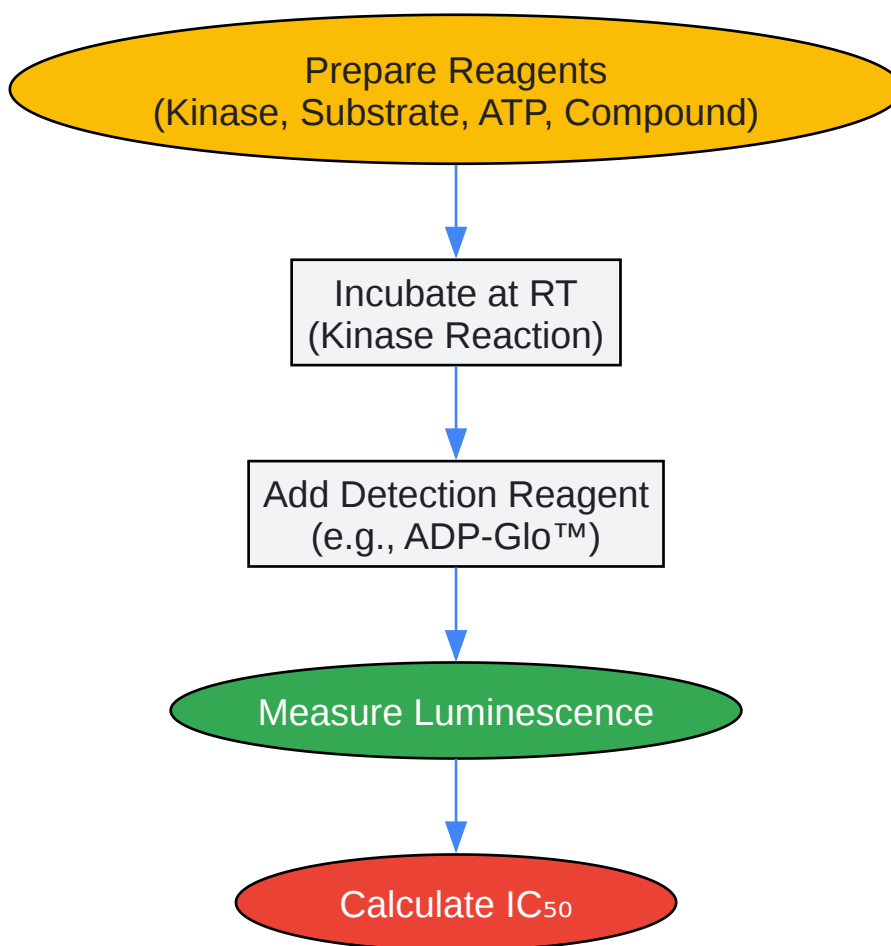 Prepare Reagents
(Kinase, Substrate, ATP, Compound)
Incubate at RT
(Kinase Reaction)
Add Detection Reagent
(e.g., ADP-Glo™)
Measure Luminescence
Calculate IC₅₀